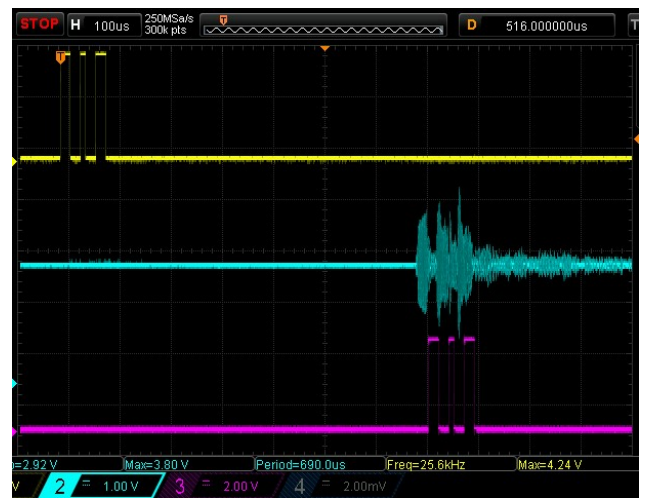 STOP H 100us 250MSa/s 300k pts T D 516.000000us T
T
=2.92 V Max=3.80 V Period=690.0us Freq=25.6kHz Max=4.24 V
V 2 = 1.00 V 3 = 2.00 V 4 = 2.00mV